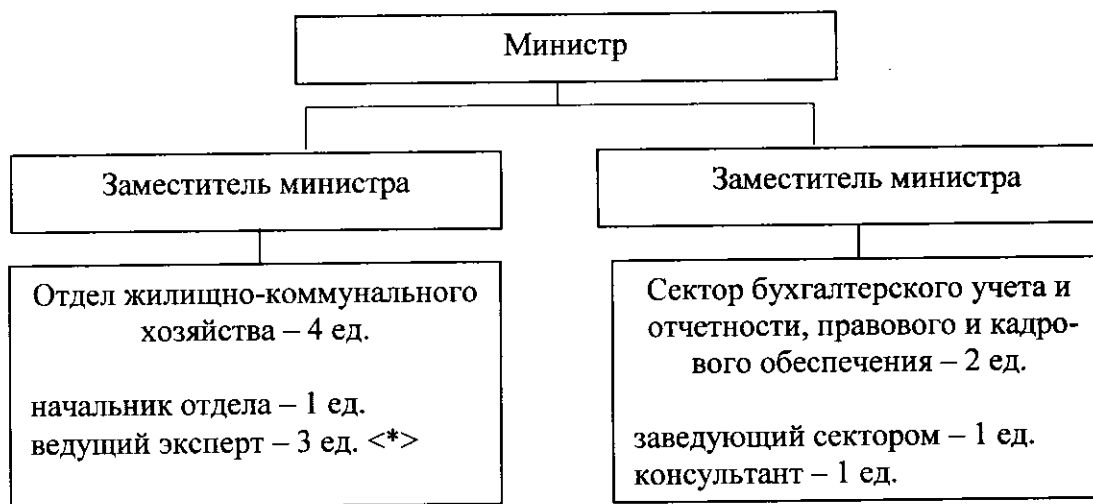 Министр
Заместитель министра
Заместитель министра
Отдел жилищно-коммунального
хозяйства – 4 ед.
начальник отдела – 1 ед.
ведущий эксперт – 3 ед. <*>
Сектор бухгалтерского учета и
отчетности, правового и кадро-
вого обеспечения – 2 ед.
заведующий сектором – 1 ед.
консультант – 1 ед.